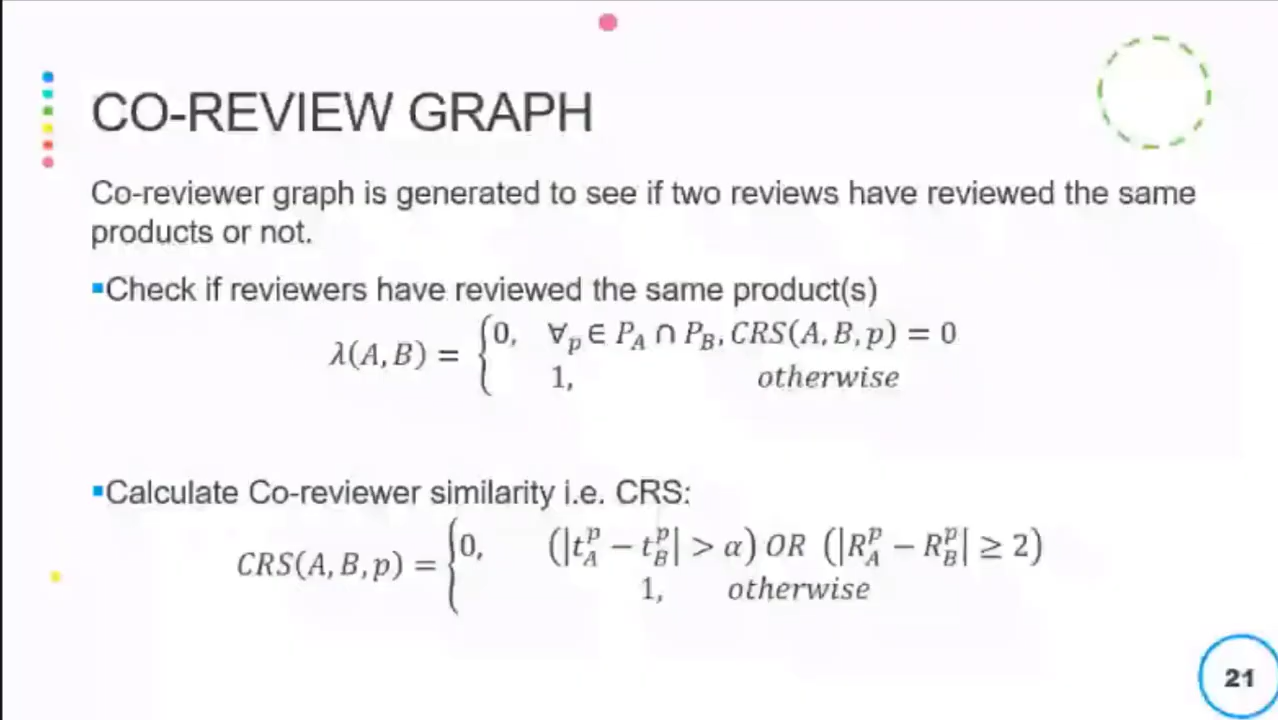 CO-REVIEW GRAPH
Co-reviewer graph is generated to see if two reviews have reviewed the same
products or not.
▪Check if reviewers have reviewed the same product(s)
λ(A, B) = {0, ∀p ∈ P_A ∩ P_B, CRS(A, B, p) = 0
1, otherwise
▪Calculate Co-reviewer similarity i.e. CRS:
CRS(A, B, p) = {0, (|t_A^p − t_B^p| > α) OR (|R_A^p − R_B^p| ≥ 2)
1, otherwise
21